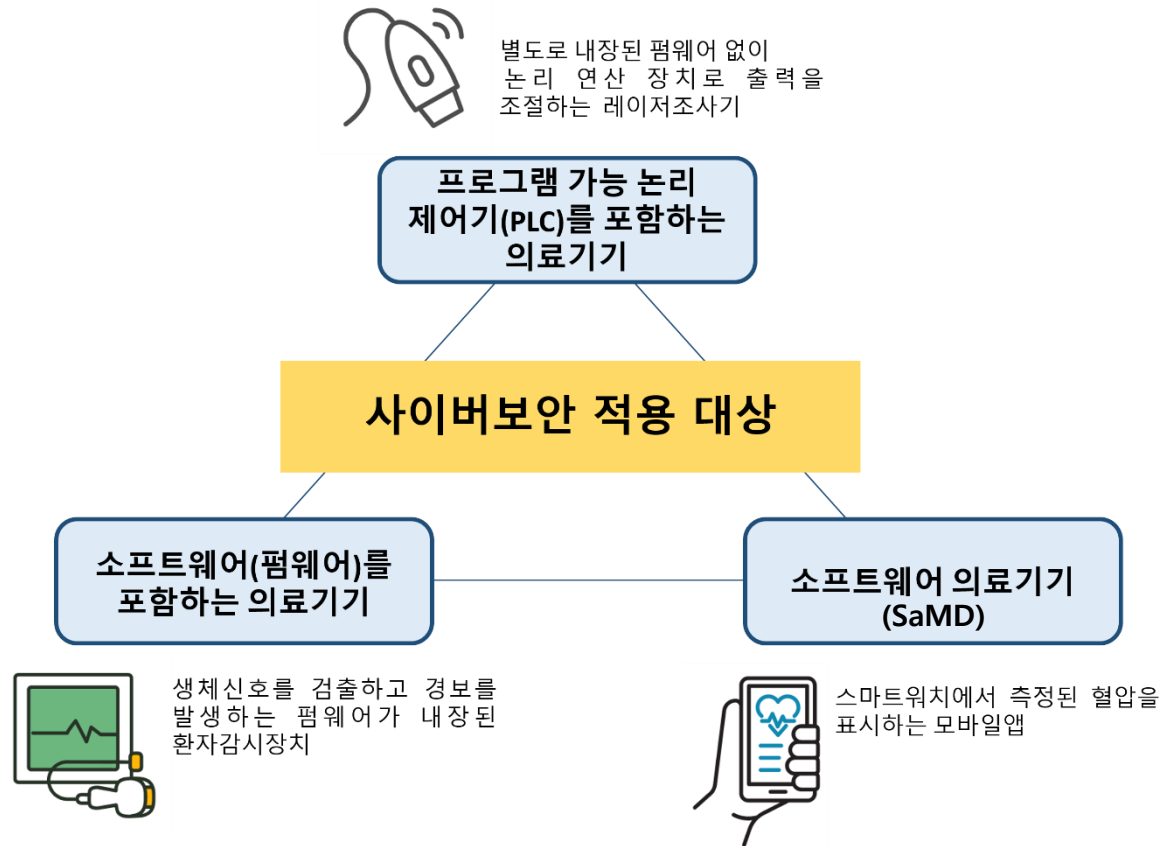 별도로 내장된 펌웨어 없이
논리 연산 장치로 출력을
조절하는 레이저조사기
프로그램 가능 논리
제어기(PLC)를 포함하는
의료기기
사이버보안 적용 대상
소프트웨어(펌웨어)를
포함하는 의료기기
소프트웨어 의료기기
(SaMD)
생체신호를 검출하고 경보를
발생하는 펌웨어가 내장된
환자감시장치
스마트워치에서 측정된 혈압을
표시하는 모바일앱